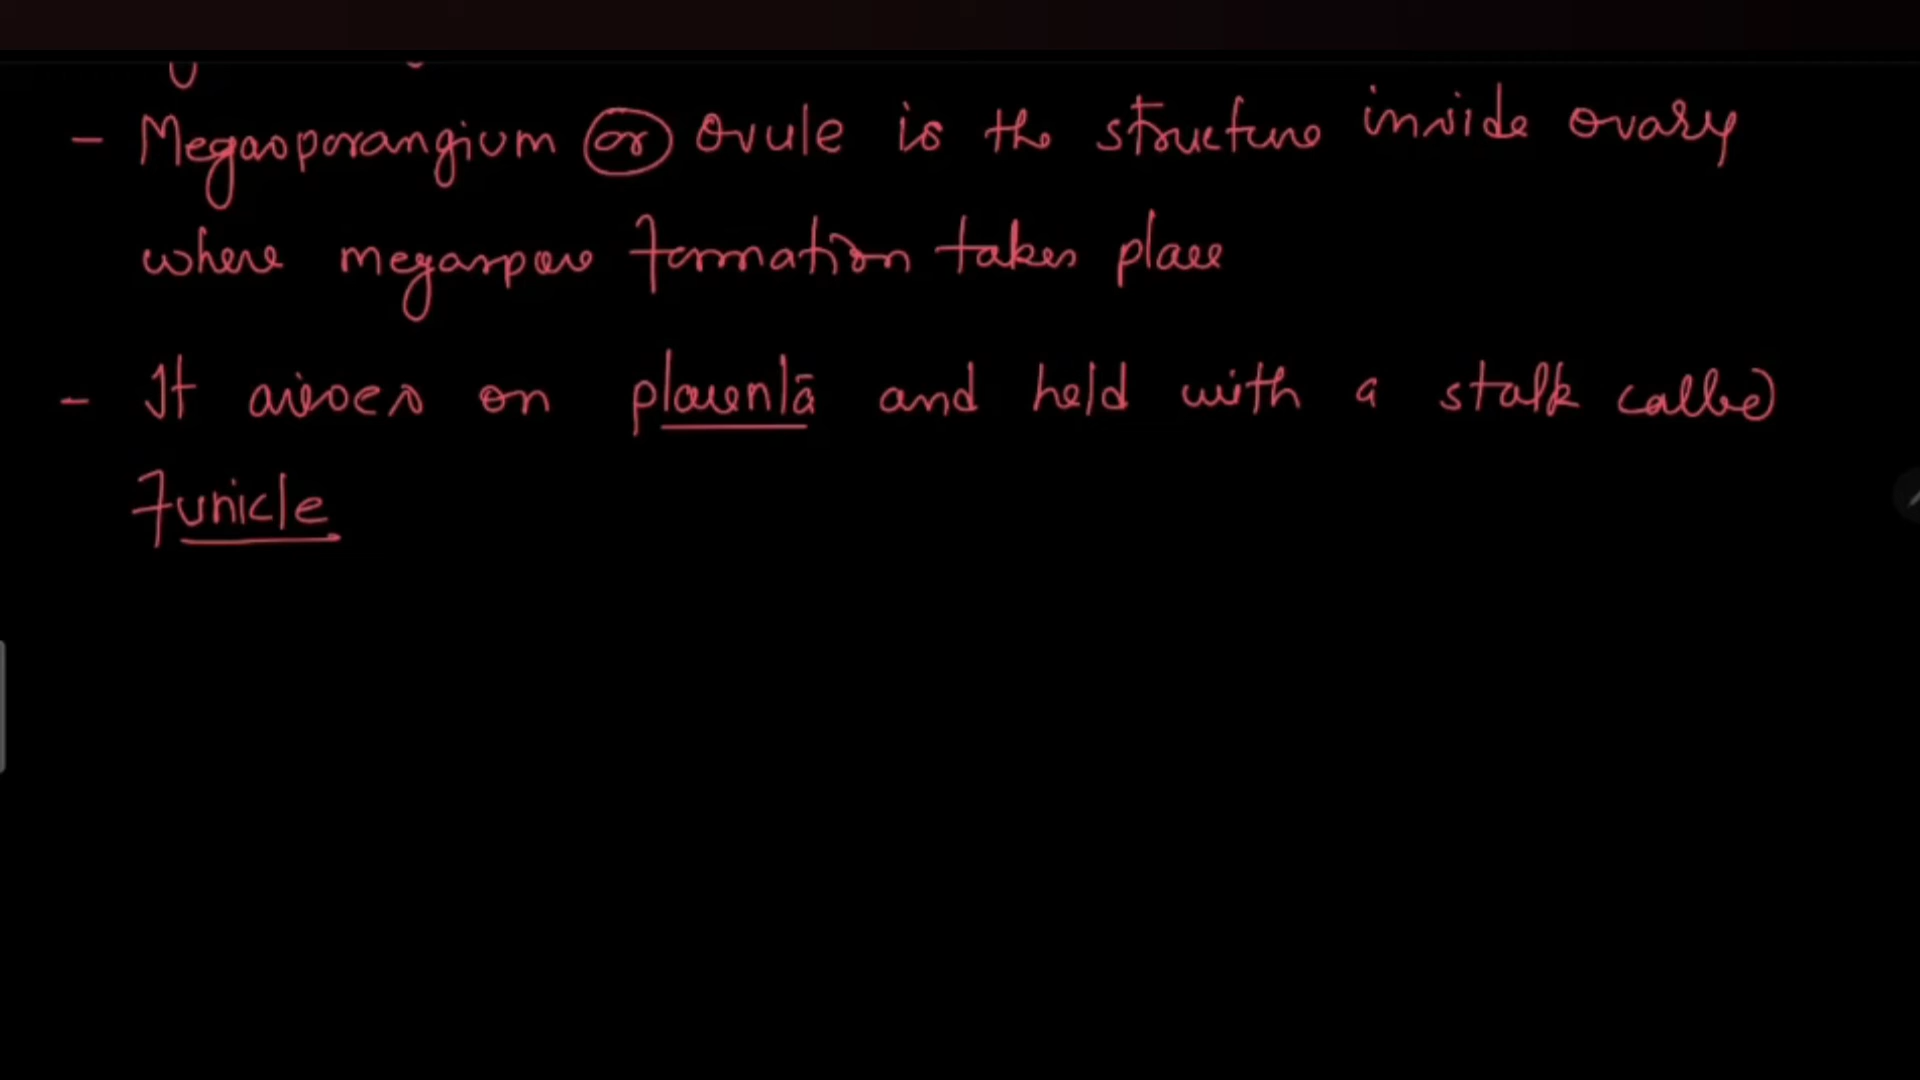 - Megasporangium or ovule is the structure inside ovary
where megaspore formation takes place
- It arises on placenta and held with a stalk called
Funicle